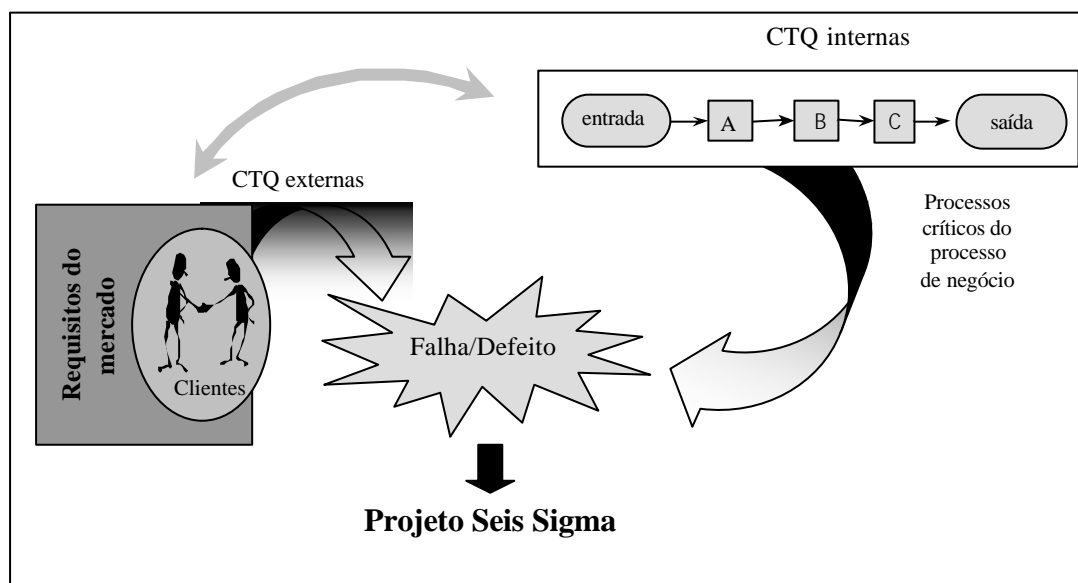 CTQ internas
entrada
A
B
C
saída
CTQ externas
Processos
críticos do
processo
de negócio
Requisitos do
mercado
Clientes
Falha/Defeito
Projeto Seis Sigma